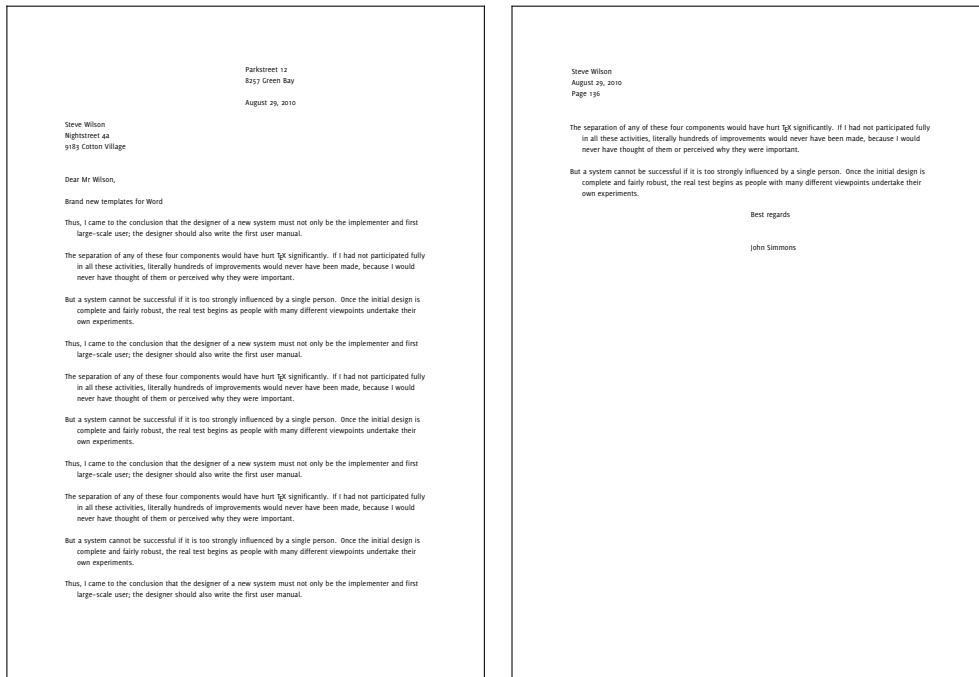 Parkstreet 12
8257 Green Bay
August 29, 2010
Steve Wilson
Nightstreet 4a
9183 Cotton Village
Dear Mr Wilson,
Brand new templates for Word
Thus, I came to the conclusion that the designer of a new system must not only be the implementer and first
large–scale user; the designer should also write the first user manual.
The separation of any of these four components would have hurt TEX significantly. If I had not participated fully
in all these activities, literally hundreds of improvements would never have been made, because I would
never have thought of them or perceived why they were important.
But a system cannot be successful if it is too strongly influenced by a single person. Once the initial design is
complete and fairly robust, the real test begins as people with many different viewpoints undertake their
own experiments.
Thus, I came to the conclusion that the designer of a new system must not only be the implementer and first
large–scale user; the designer should also write the first user manual.
The separation of any of these four components would have hurt TEX significantly. If I had not participated fully
in all these activities, literally hundreds of improvements would never have been made, because I would
never have thought of them or perceived why they were important.
But a system cannot be successful if it is too strongly influenced by a single person. Once the initial design is
complete and fairly robust, the real test begins as people with many different viewpoints undertake their
own experiments.
Thus, I came to the conclusion that the designer of a new system must not only be the implementer and first
large–scale user; the designer should also write the first user manual.
The separation of any of these four components would have hurt TEX significantly. If I had not participated fully
in all these activities, literally hundreds of improvements would never have been made, because I would
never have thought of them or perceived why they were important.
But a system cannot be successful if it is too strongly influenced by a single person. Once the initial design is
complete and fairly robust, the real test begins as people with many different viewpoints undertake their
own experiments.
Thus, I came to the conclusion that the designer of a new system must not only be the implementer and first
large–scale user; the designer should also write the first user manual.
Steve Wilson
August 29, 2010
Page 136
The separation of any of these four components would have hurt TEX significantly. If I had not participated fully
in all these activities, literally hundreds of improvements would never have been made, because I would
never have thought of them or perceived why they were important.
But a system cannot be successful if it is too strongly influenced by a single person. Once the initial design is
complete and fairly robust, the real test begins as people with many different viewpoints undertake their
own experiments.
Best regards
John Simmons